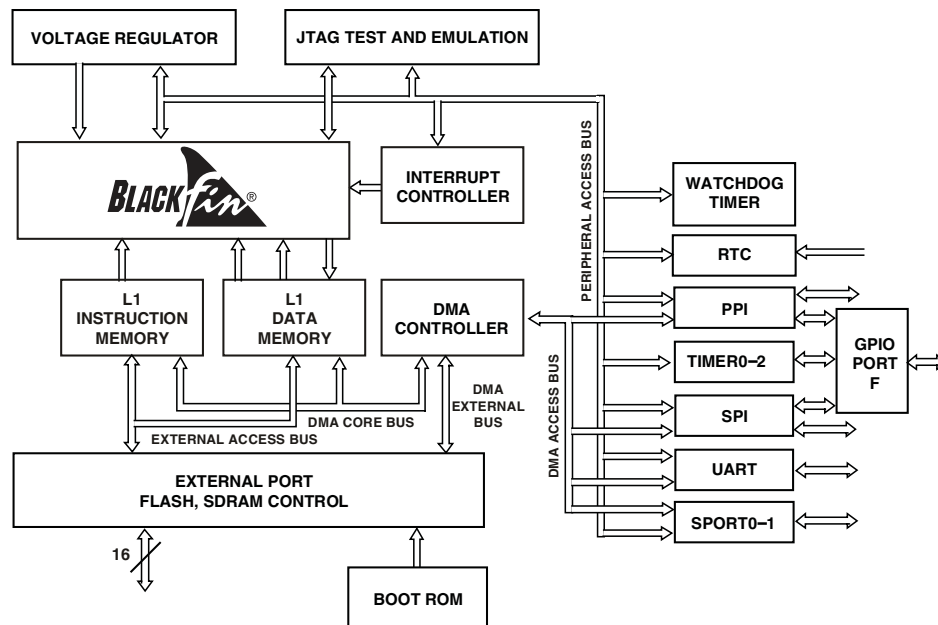 VOLTAGE REGULATOR
JTAG TEST AND EMULATION
BLACKfin®
INTERRUPT
CONTROLLER
PERIPHERAL ACCESS BUS
WATCHDOG
TIMER
RTC
L1
INSTRUCTION
MEMORY
L1
DATA
MEMORY
DMA
CONTROLLER
PPI
GPIO
PORT
F
TIMER0–2
DMA CORE BUS
EXTERNAL ACCESS BUS
DMA
EXTERNAL
BUS
DMA ACCESS BUS
SPI
UART
SPORT0–1
EXTERNAL PORT
FLASH, SDRAM CONTROL
16
BOOT ROM